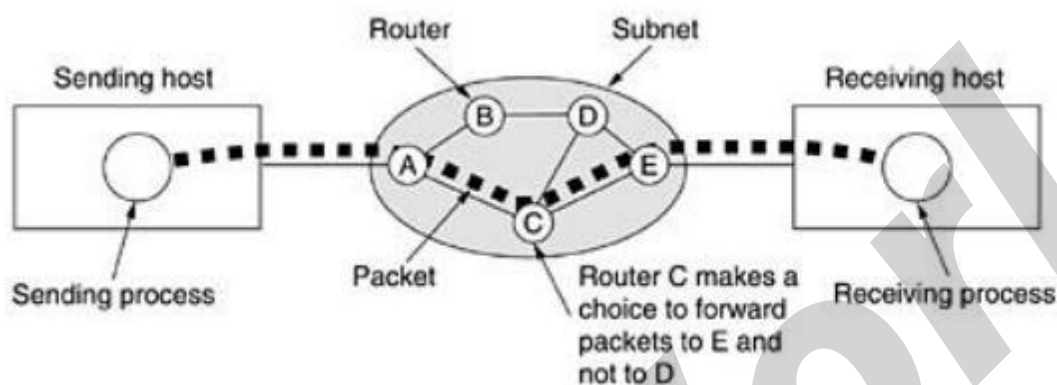 Router
Subnet
Sending host
Receiving host
B
D
A
E
C
Packet
Sending process
Router C makes a
choice to forward
packets to E and
not to D
Receiving process